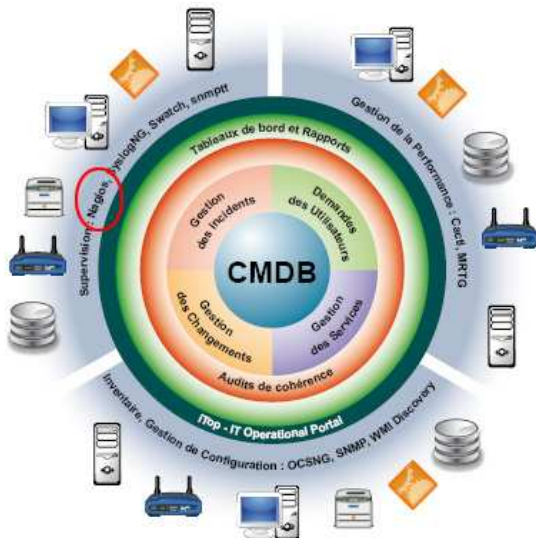 Supervision : Nagios, SyslogNG, Swatch, snmptt
Gestion de la Performance : Cacti, MRTG
Tableaux de bord et Rapports
Gestion
des Incidents
Demandes
des Utilisateurs
CMDB
Gestion
des Changements
Gestion
des Services
Audits de cohérence
iTop - IT Operational Portal
Inventaire, Gestion de Configuration : OCSNG, SNMP, WMI Discovery